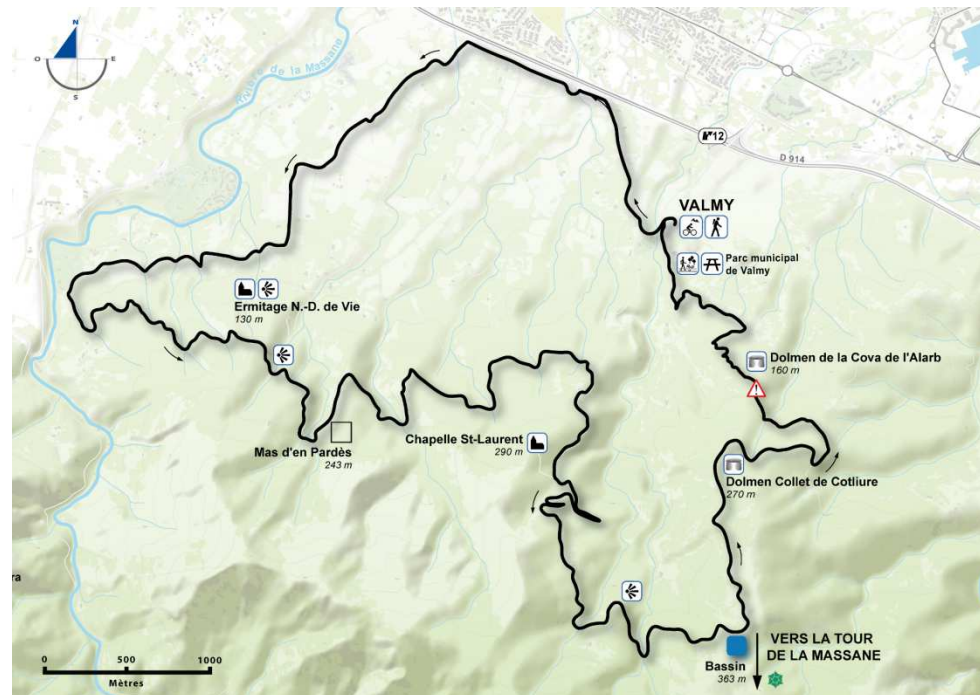 N
O
E
S
Rivière de la Massana
12
D 914
VALMY
Parc municipal
de Valmy
Ermitage N.-D. de Vie
130 m
Dolmen de la Cova de l'Alarb
160 m
Mas d'en Pardès
243 m
Chapelle St-Laurent
290 m
Dolmen Collet de Cotliure
270 m
ra
Bassin
363 m
VERS LA TOUR
DE LA MASSANE
0 500 1000
Mètres